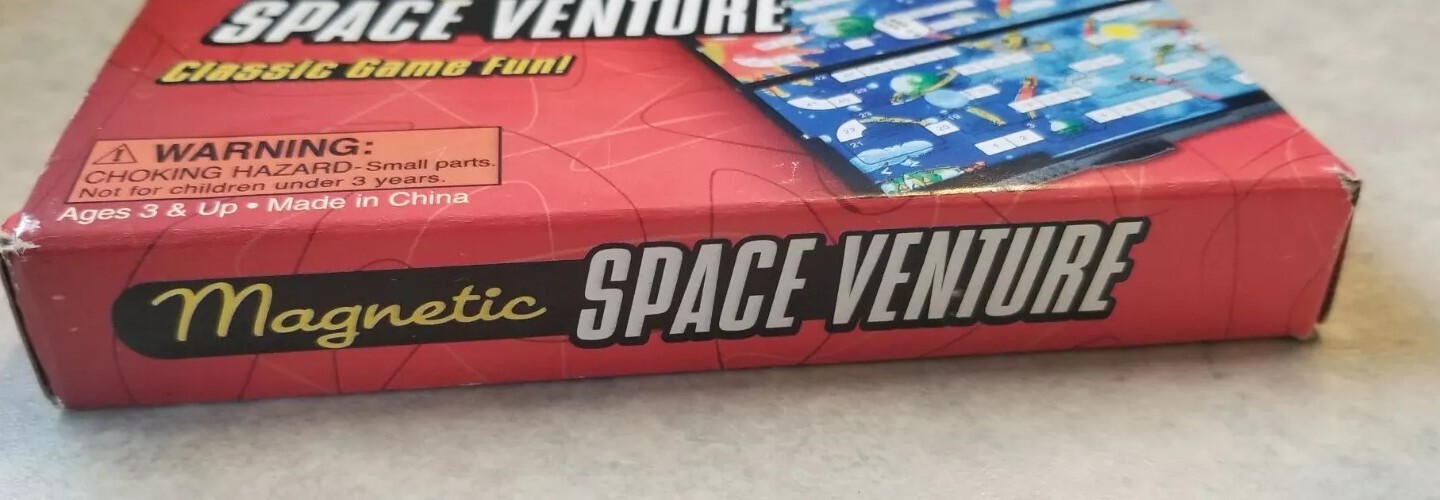 SPACE VENTURE
Classic Game Fun!
WARNING:
CHOKING HAZARD-Small parts.
Not for children under 3 years.
Ages 3 & Up • Made in China
Magnetic SPACE VENTURE